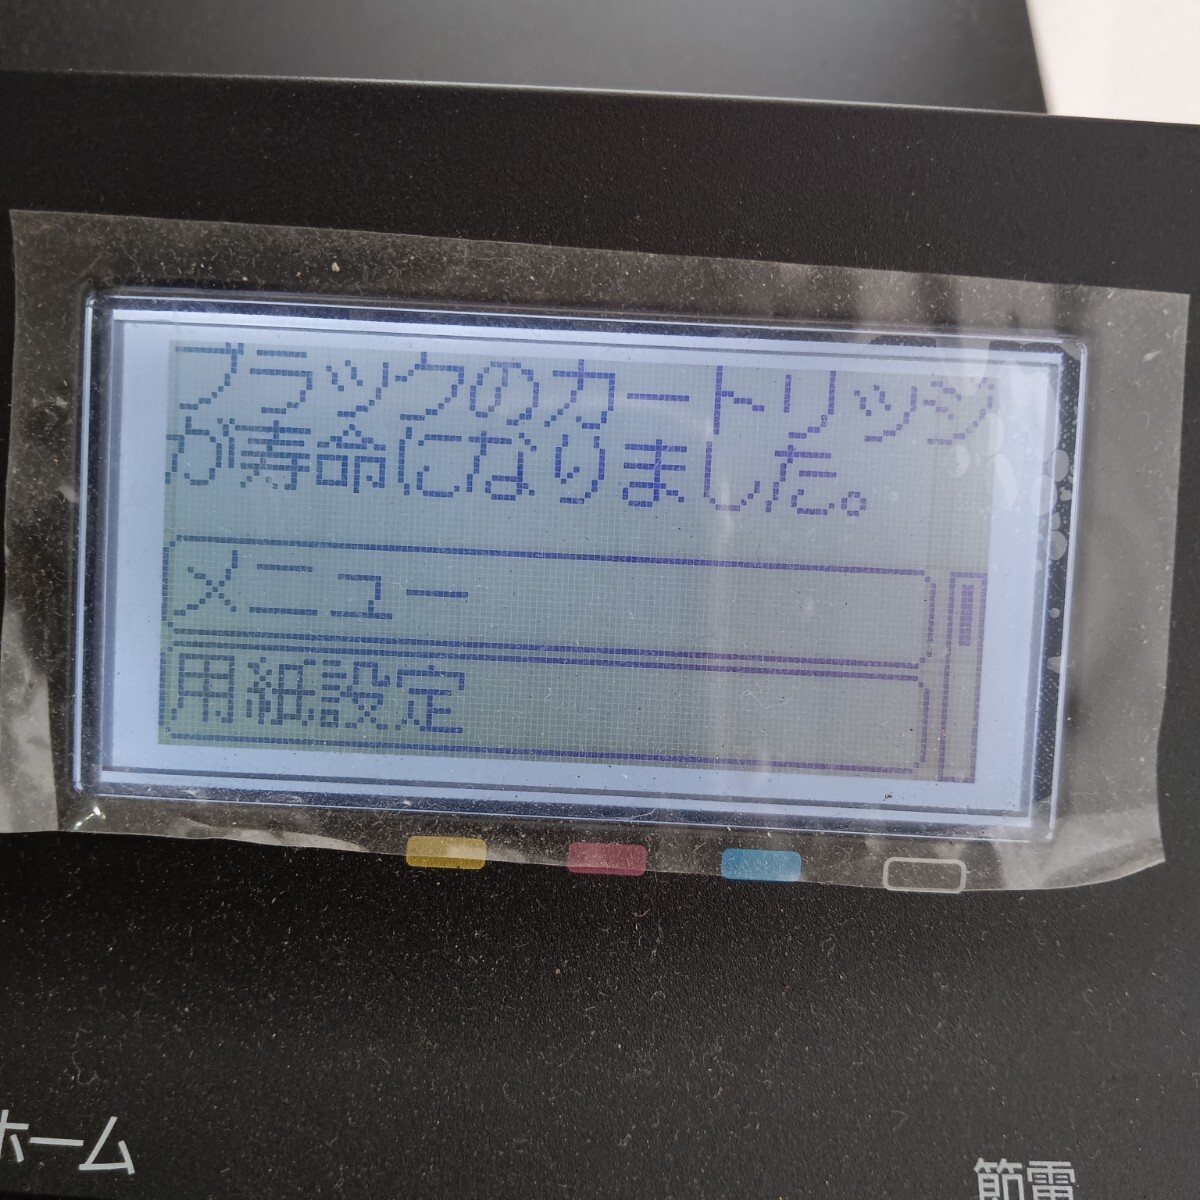 ブラックのカートリッジ
が寿命になりました。
メニュー
用紙設定
ホーム
節電